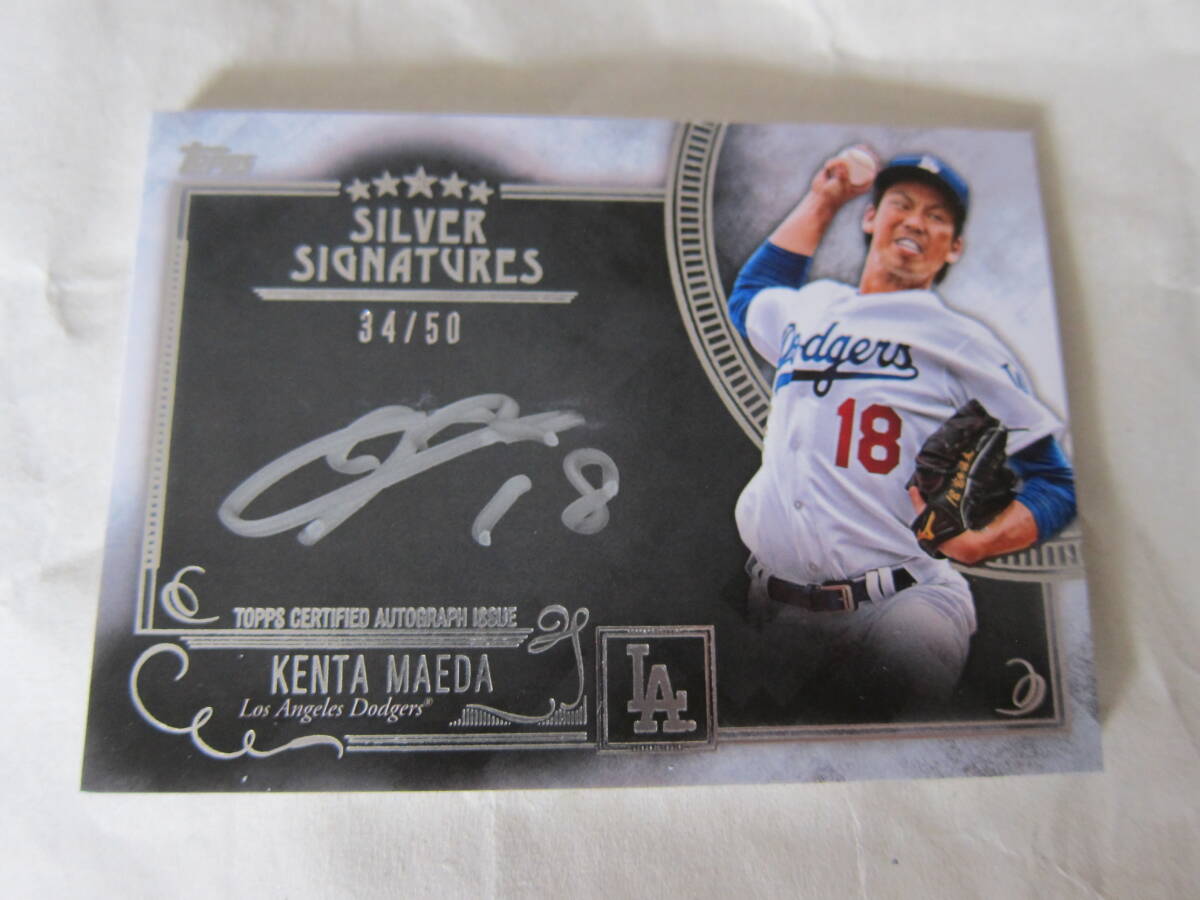 Topps
SILVER
SIGNATURES
34/50
18
TOPPS CERTIFIED AUTOGRAPH ISSUE
KENTA MAEDA
Los Angeles Dodgers®
LA
Dodgers
18